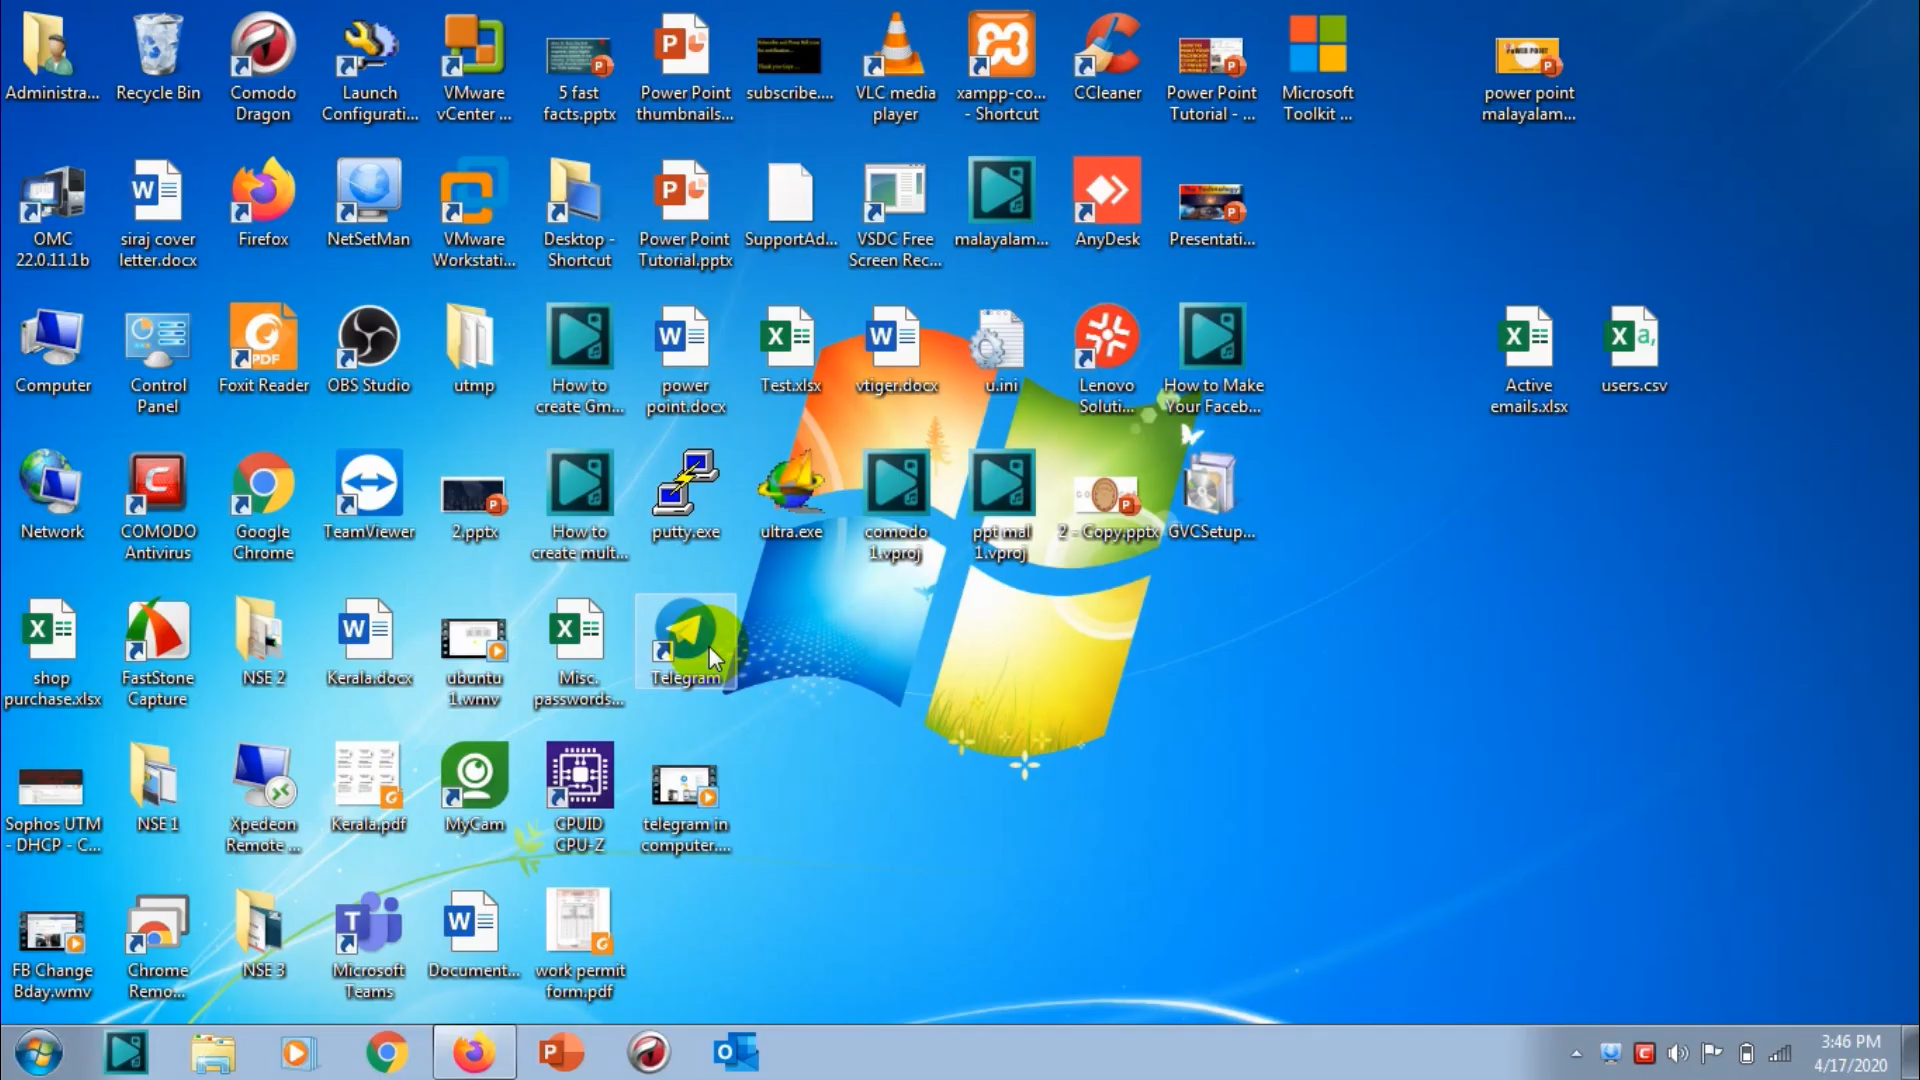 Administra...
Recycle Bin
Comodo
Dragon
Launch
Configurati...
VMware
vCenter ...
5 fast
facts.pptx
Power Point
thumbnails...
subscribe....
VLC media
player
xampp-co...
- Shortcut
CCleaner
Power Point
Tutorial - ...
Microsoft
Toolkit ...
power point
malayalam...
OMC
22.0.11.1b
siraj cover
letter.docx
Firefox
NetSetMan
VMware
Workstati...
Desktop -
Shortcut
Power Point
Tutorial.pptx
SupportAd...
VSDC Free
Screen Rec...
malayalam...
AnyDesk
Presentati...
Computer
Control
Panel
Foxit Reader
OBS Studio
utmp
How to
create Gm...
power
point.docx
Test.xlsx
vtiger.docx
u.ini
Lenovo
Soluti...
How to Make
Your Faceb...
Active
emails.xlsx
users.csv
Network
COMODO
Antivirus
Google
Chrome
TeamViewer
2.pptx
How to
create mult...
putty.exe
ultra.exe
comodo
1.vproj
ppt mal
1.vproj
2 - Copy.pptx
GVCSetup...
shop
purchase.xlsx
FastStone
Capture
NSE 2
Kerala.docx
ubuntu
1.wmv
Misc.
passwords...
Telegram
Sophos UTM
- DHCP - C...
NSE 1
Xpedeon
Remote ...
Kerala.pdf
MyCam
CPUID
CPU-Z
telegram in
computer....
FB Change
Bday.wmv
Chrome
Remo...
NSE 3
Microsoft
Teams
Document...
work permit
form.pdf
3:46 PM
4/17/2020